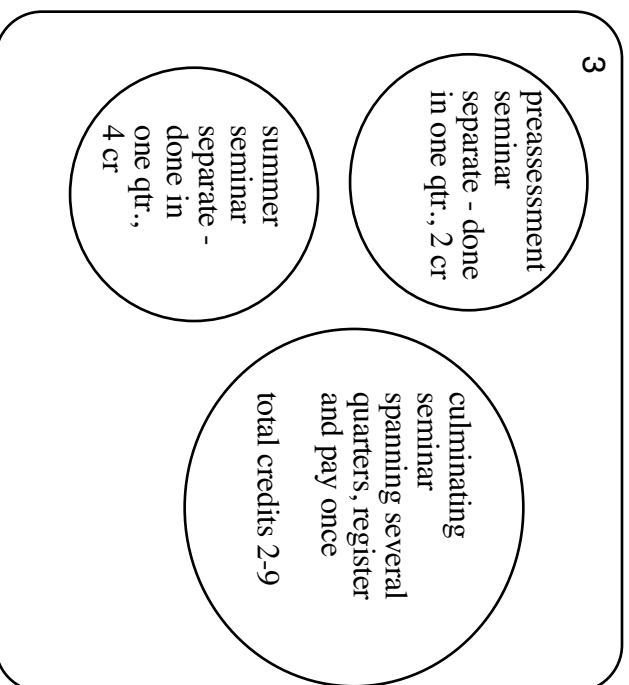 3
preassessment
seminar
separate - done
in one qtr., 2 cr
summer
seminar
separate -
done in
one qtr.,
4 cr
culminating
seminar
spanning several
quarters, register
and pay once
total credits 2-9